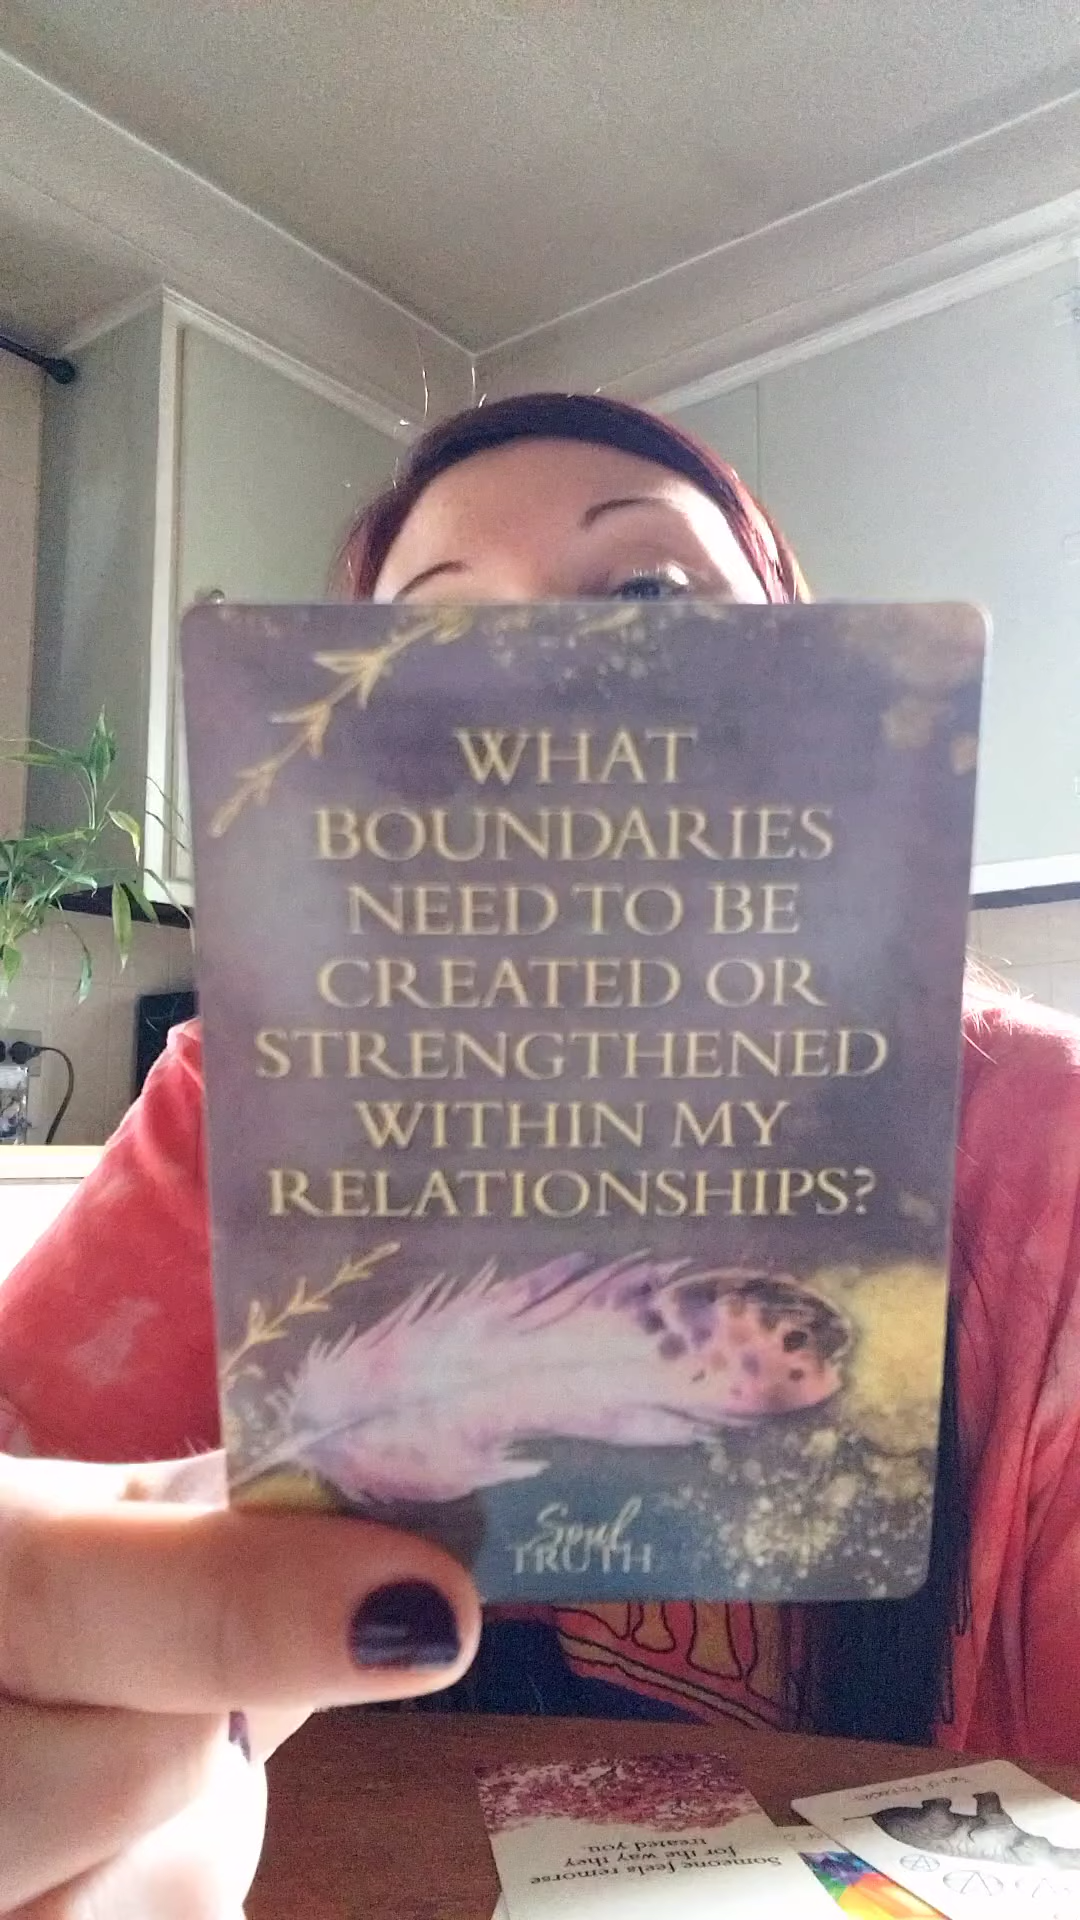 WHAT
BOUNDARIES
NEED TO BE
CREATED OR
STRENGTHENED
WITHIN MY
RELATIONSHIPS?
Soul
TRUTH
Someone feels remorse
for the way they
treated you.